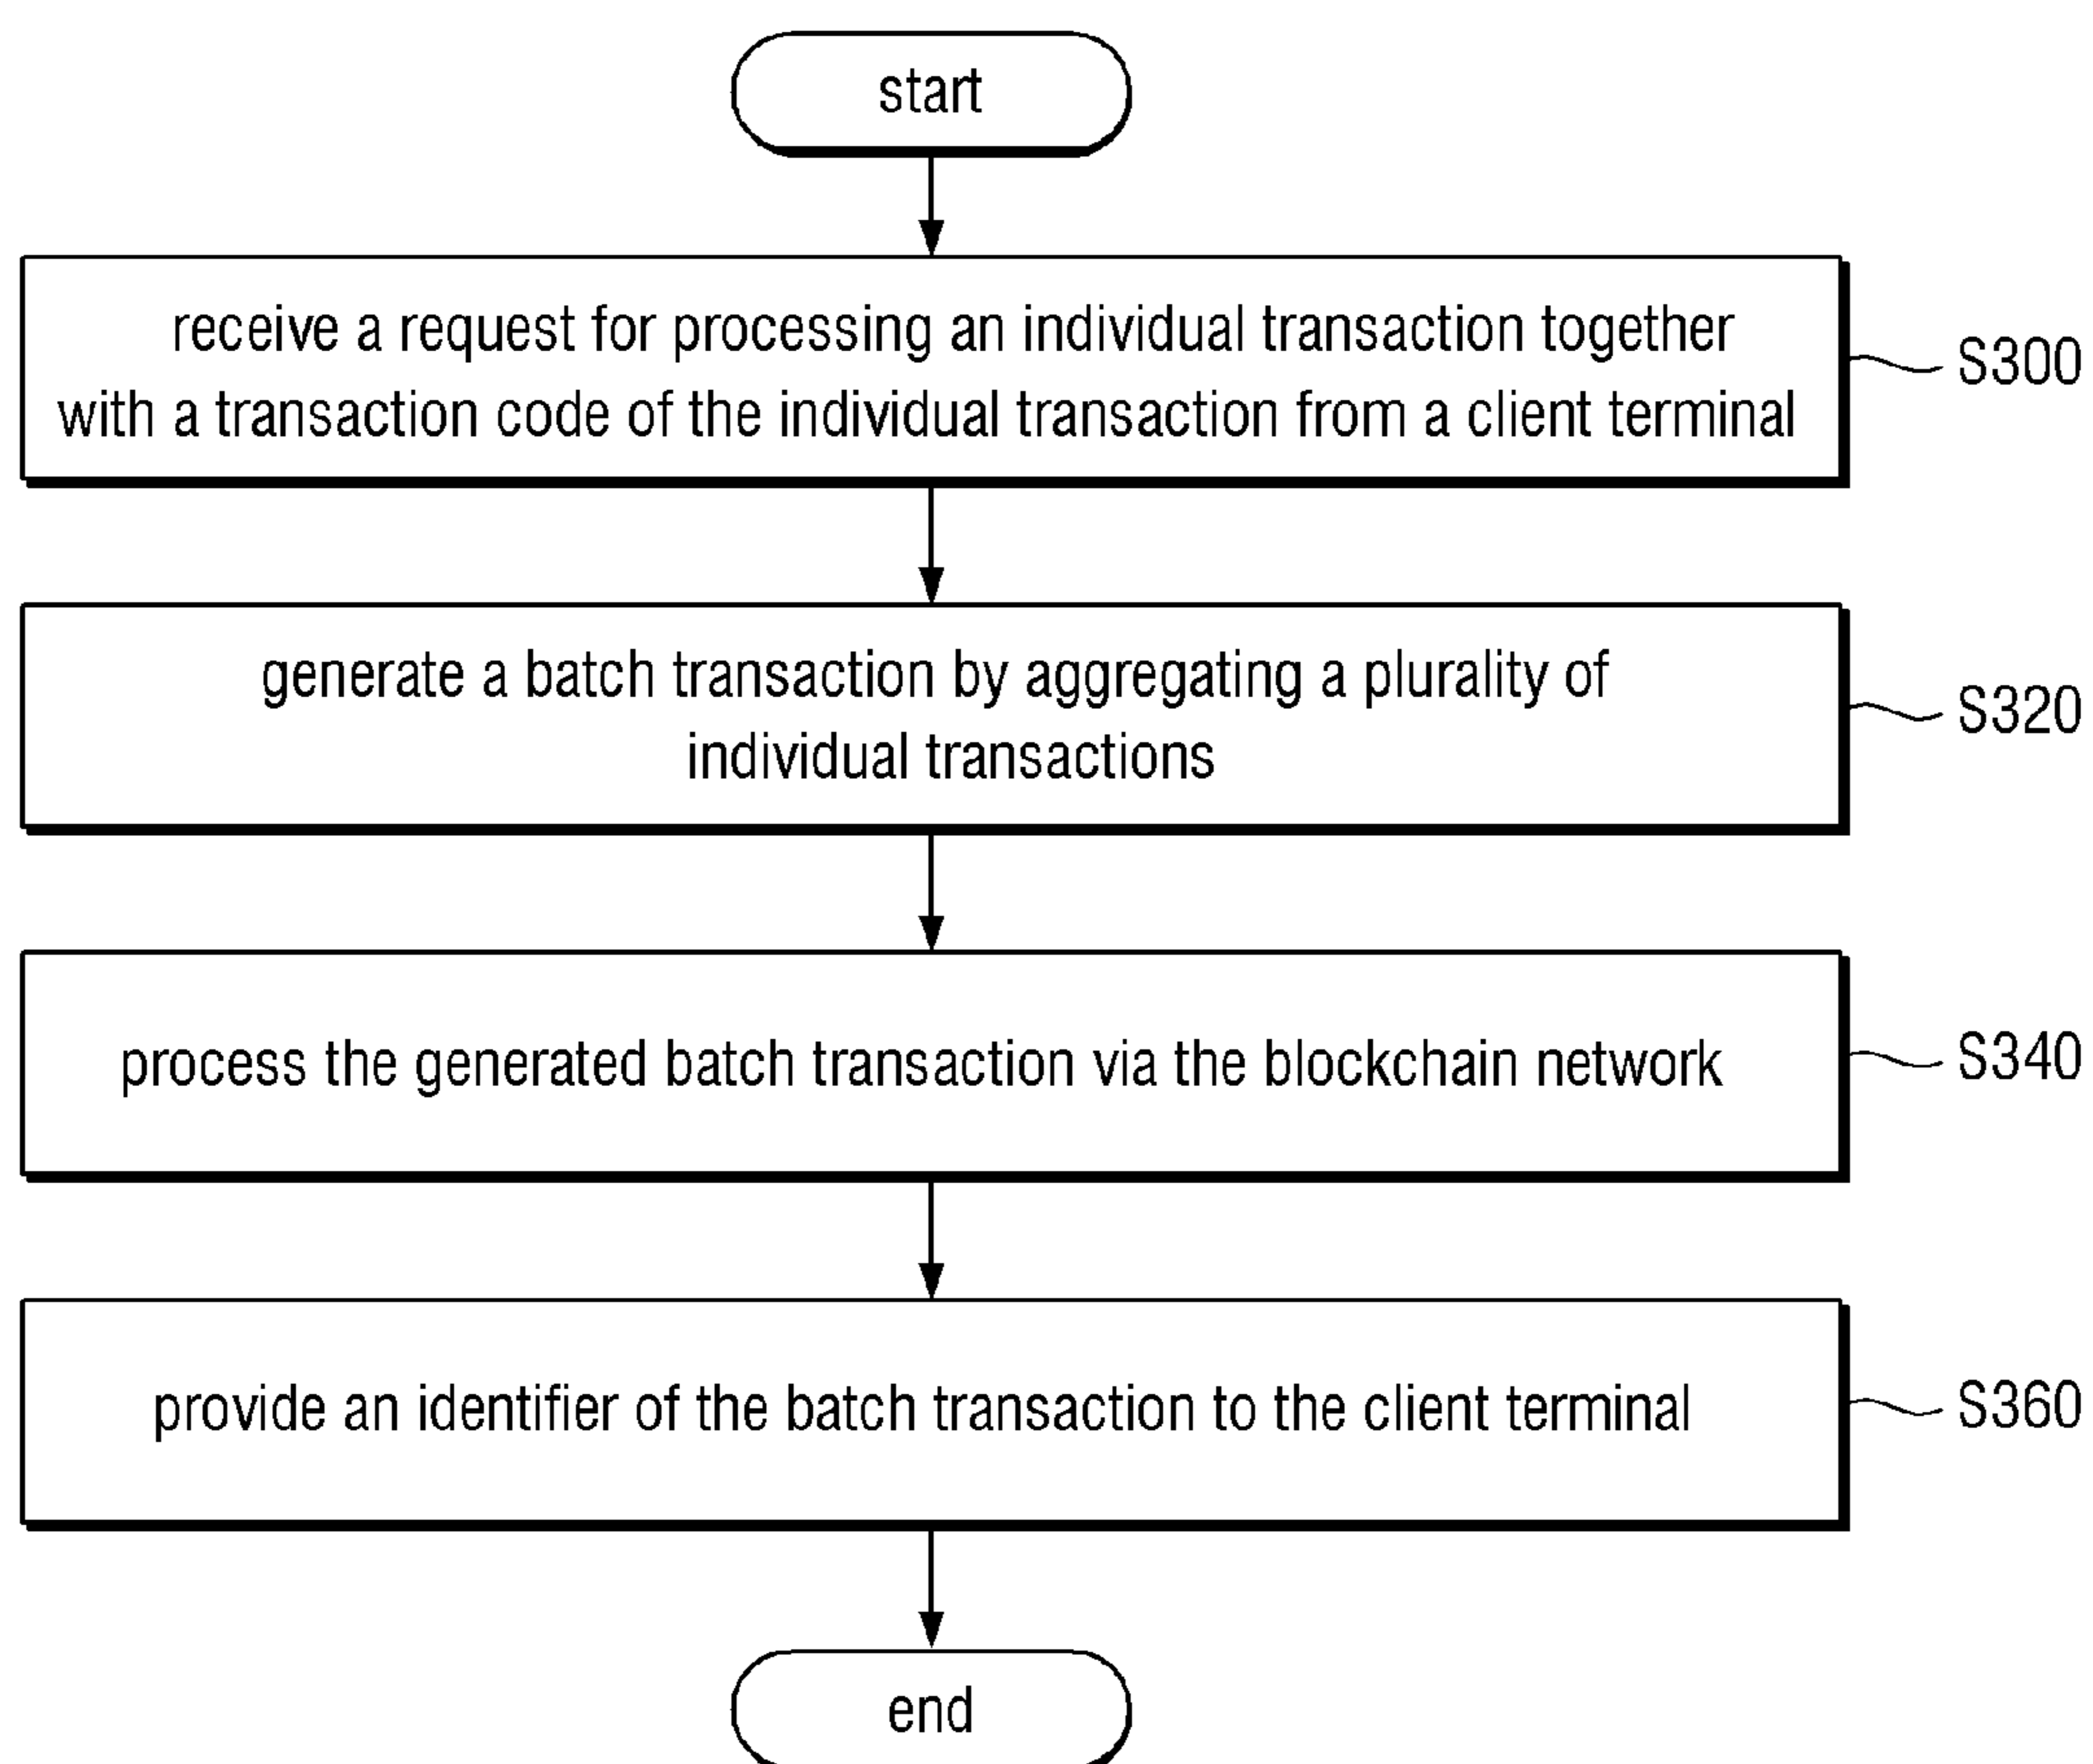 start
receive a request for processing an individual transaction together
with a transaction code of the individual transaction from a client terminal
S300
generate a batch transaction by aggregating a plurality of
individual transactions
S320
process the generated batch transaction via the blockchain network
S340
provide an identifier of the batch transaction to the client terminal
S360
end